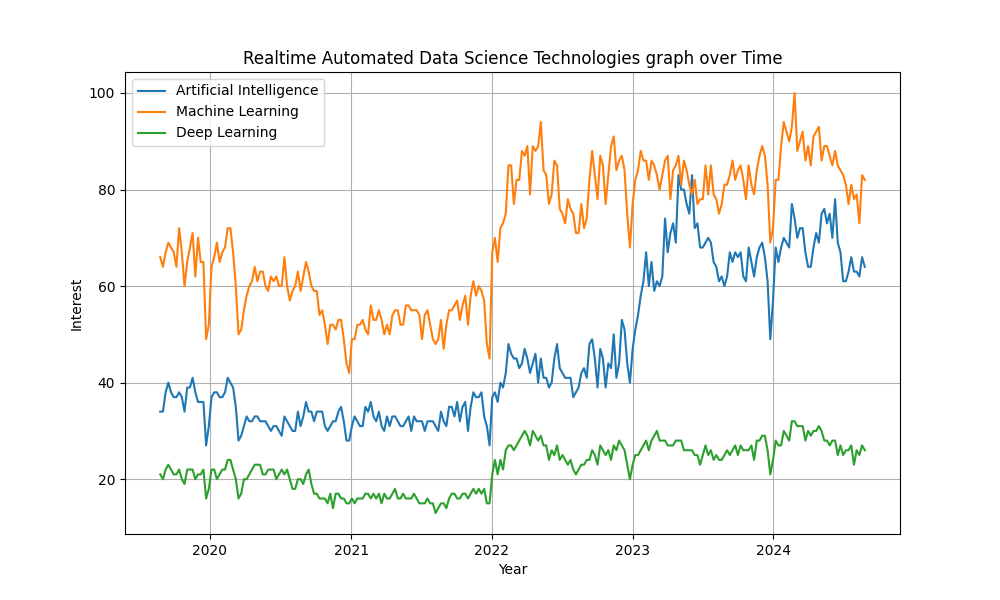 Realtime Automated Data Science Technologies graph over Time
Artificial Intelligence
Machine Learning
Deep Learning
100
80
60
40
20
Interest
2020 2021 2022 2023 2024
Year